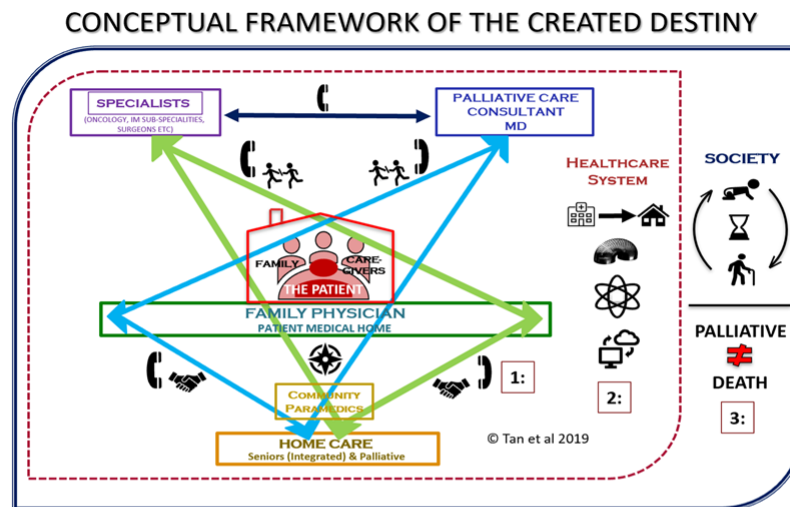 CONCEPTUAL FRAMEWORK OF THE CREATED DESTINY
SPECIALISTS
(ONCOLOGY, IM SUB-SPECIALITIES,
SURGEONS ETC)
PALLIATIVE CARE
CONSULTANT
MD
HEALTHCARE
SYSTEM
SOCIETY
FAMILY
CARE-
GIVERS
THE PATIENT
FAMILY PHYSICIAN
PATIENT MEDICAL HOME
COMMUNITY
PARAMEDICS
HOME CARE
Seniors (Integrated) & Palliative
1:
2:
PALLIATIVE
≠
DEATH
3:
© Tan et al 2019